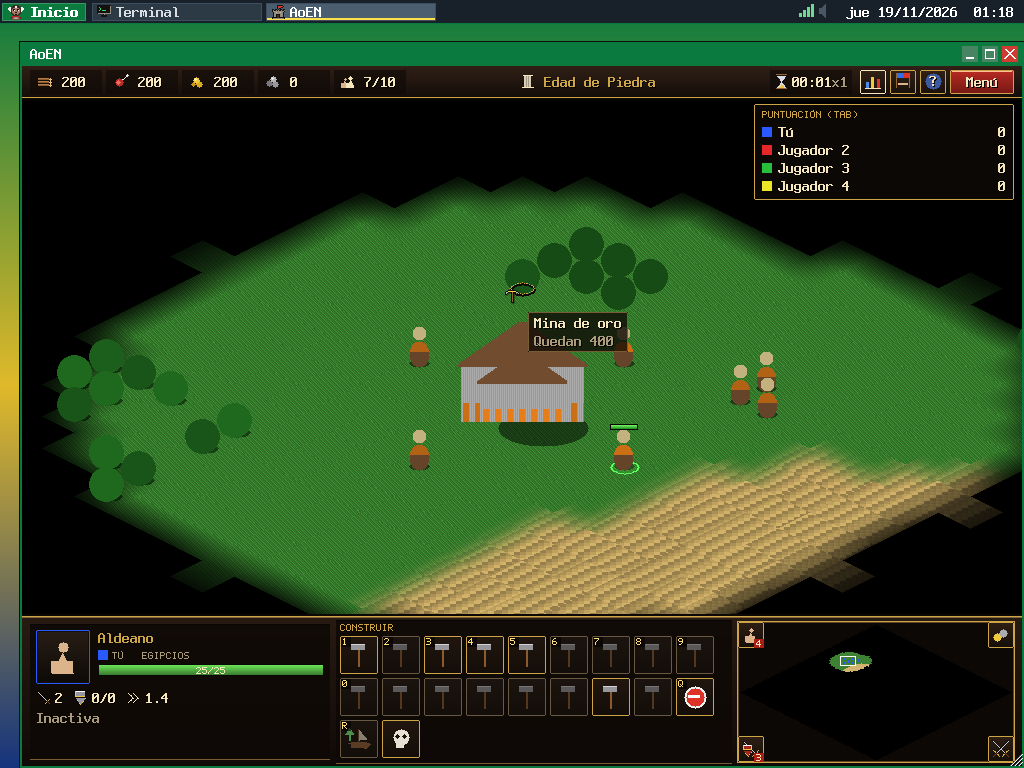 Inicio
Terminal
AoEN
jue 19/11/2026 01:18
AoEN
200
200
200
0
7/10
Edad de Piedra
00:01x1
?
Menú
PUNTUACIÓN (TAB)
Tú 0
Jugador 2 0
Jugador 3 0
Jugador 4 0
Mina de oro
Quedan 400
Aldeano
TÚ EGIPCIOS
25/25
2 0/0 1.4
Inactiva
CONSTRUIR
1 2 3 4 5 6 7 8 9
0 Q
R
4
3